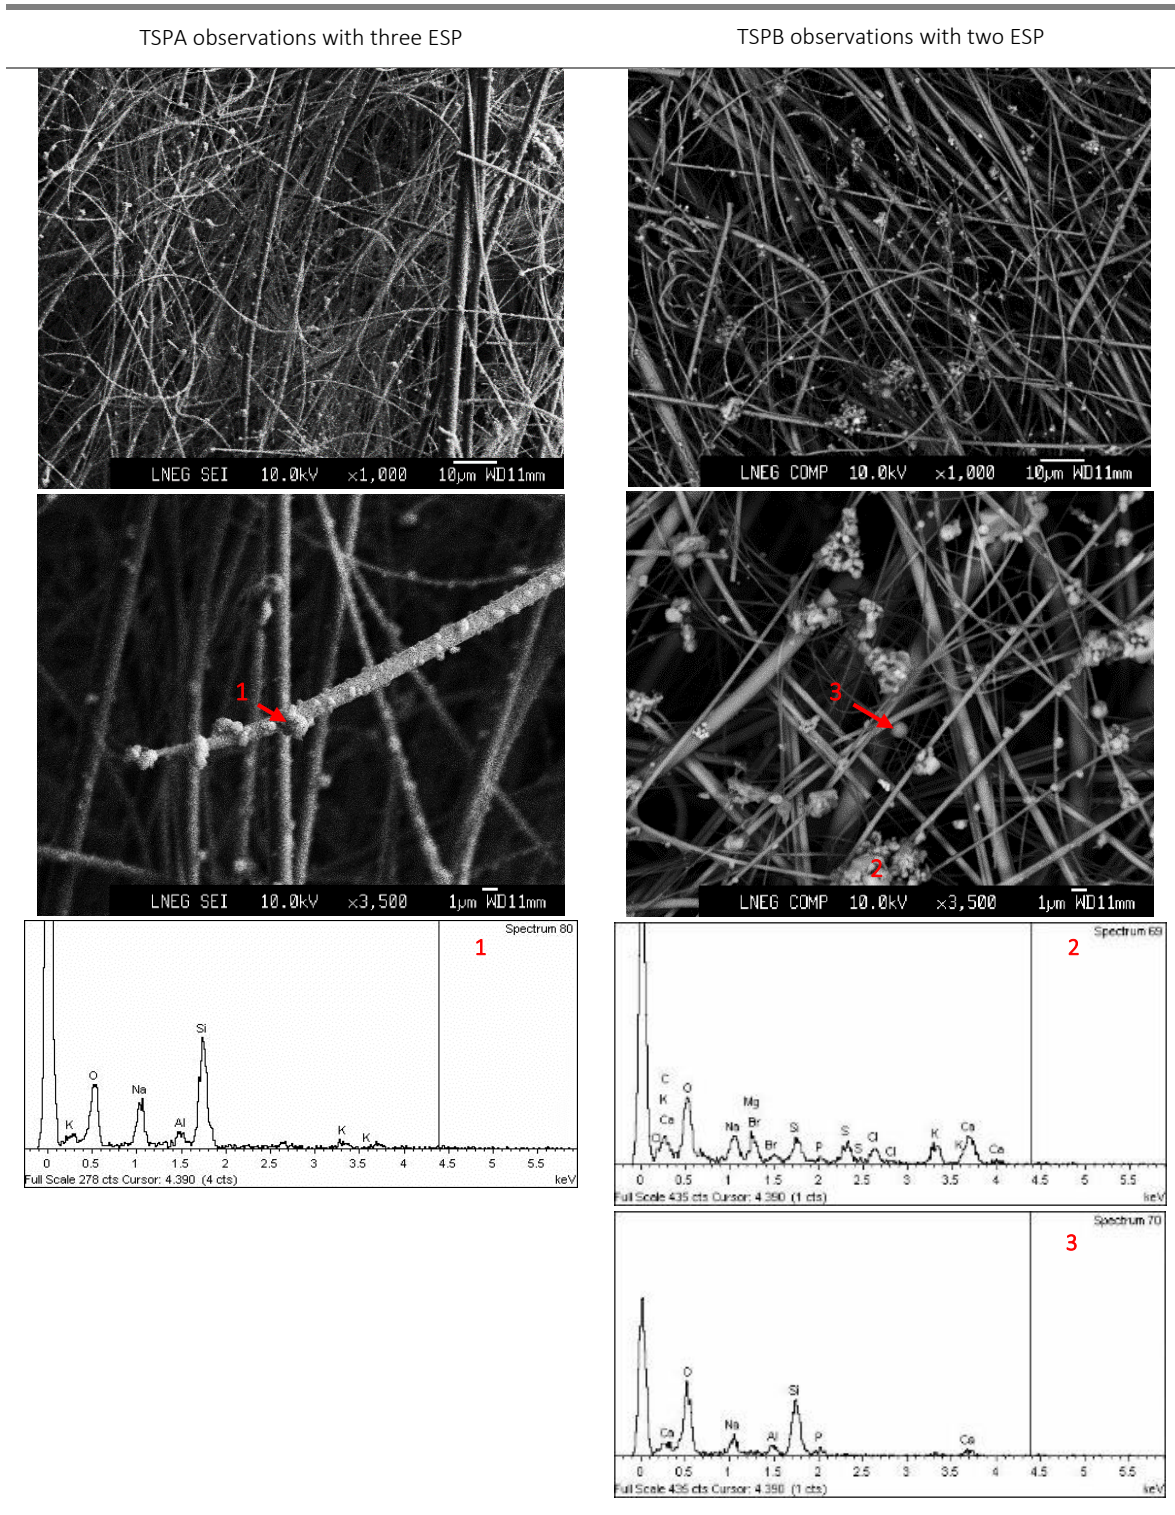 TSPA observations with three ESP
TSPB observations with two ESP
LNEG SEI 10.0kV ×1,000 10μm WD11mm
LNEG COMP 10.0kV ×1,000 10μm WD11mm
1
3
2
LNEG SEI 10.0kV ×3,500 1μm WD11mm
LNEG COMP 10.0kV ×3,500 1μm WD11mm
Spectrum 80
1
Si
O
Na
K
Al
K
K
0 0.5 1 1.5 2 2.5 3 3.5 4 4.5 5 5.5
Full Scale 278 cts Cursor: 4.390 (4 cts)
keV
Spectrum 69
2
C
K
O
Mg
Ca
Na
Br
Si
S
Cl
K
Ca
Br
P
S
Cl
K
Ca
0 0.5 1 1.5 2 2.5 3 3.5 4 4.5 5 5.5
Full Scale 435 cts Cursor: 4.390 (1 cts)
keV
Spectrum 70
3
O
Si
Ca
Na
Al
P
Ca
0 0.5 1 1.5 2 2.5 3 3.5 4 4.5 5 5.5
Full Scale 435 cts Cursor: 4.390 (1 cts)
keV